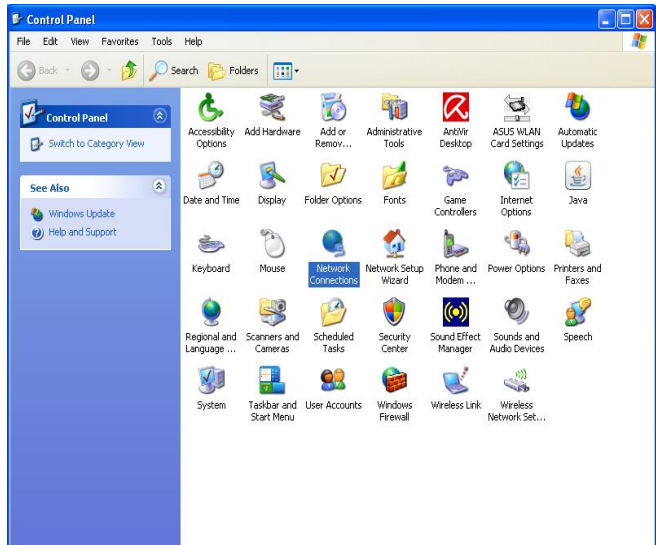 Control Panel
File Edit View Favorites Tools Help
Back Search Folders
Control Panel
Switch to Category View
See Also
Windows Update
Help and Support
Accessibility Options
Add Hardware
Add or Remov...
Administrative Tools
AntiVir Desktop
ASUS WLAN Card Settings
Automatic Updates
Date and Time
Display
Folder Options
Fonts
Game Controllers
Internet Options
Java
Keyboard
Mouse
Network Connections
Network Setup Wizard
Phone and Modem ...
Power Options
Printers and Faxes
Regional and Language ...
Scanners and Cameras
Scheduled Tasks
Security Center
Sound Effect Manager
Sounds and Audio Devices
Speech
System
Taskbar and Start Menu
User Accounts
Windows Firewall
Wireless Link
Wireless Network Set...